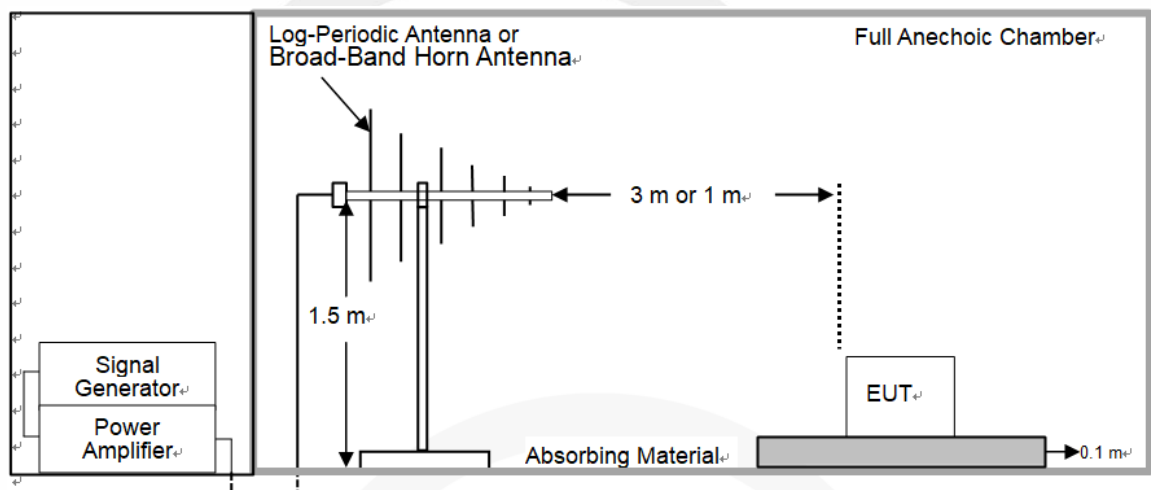 Log-Periodic Antenna or
Broad-Band Horn Antenna
Full Anechoic Chamber
3 m or 1 m
1.5 m
Signal
Generator
Power
Amplifier
EUT
Absorbing Material
0.1 m